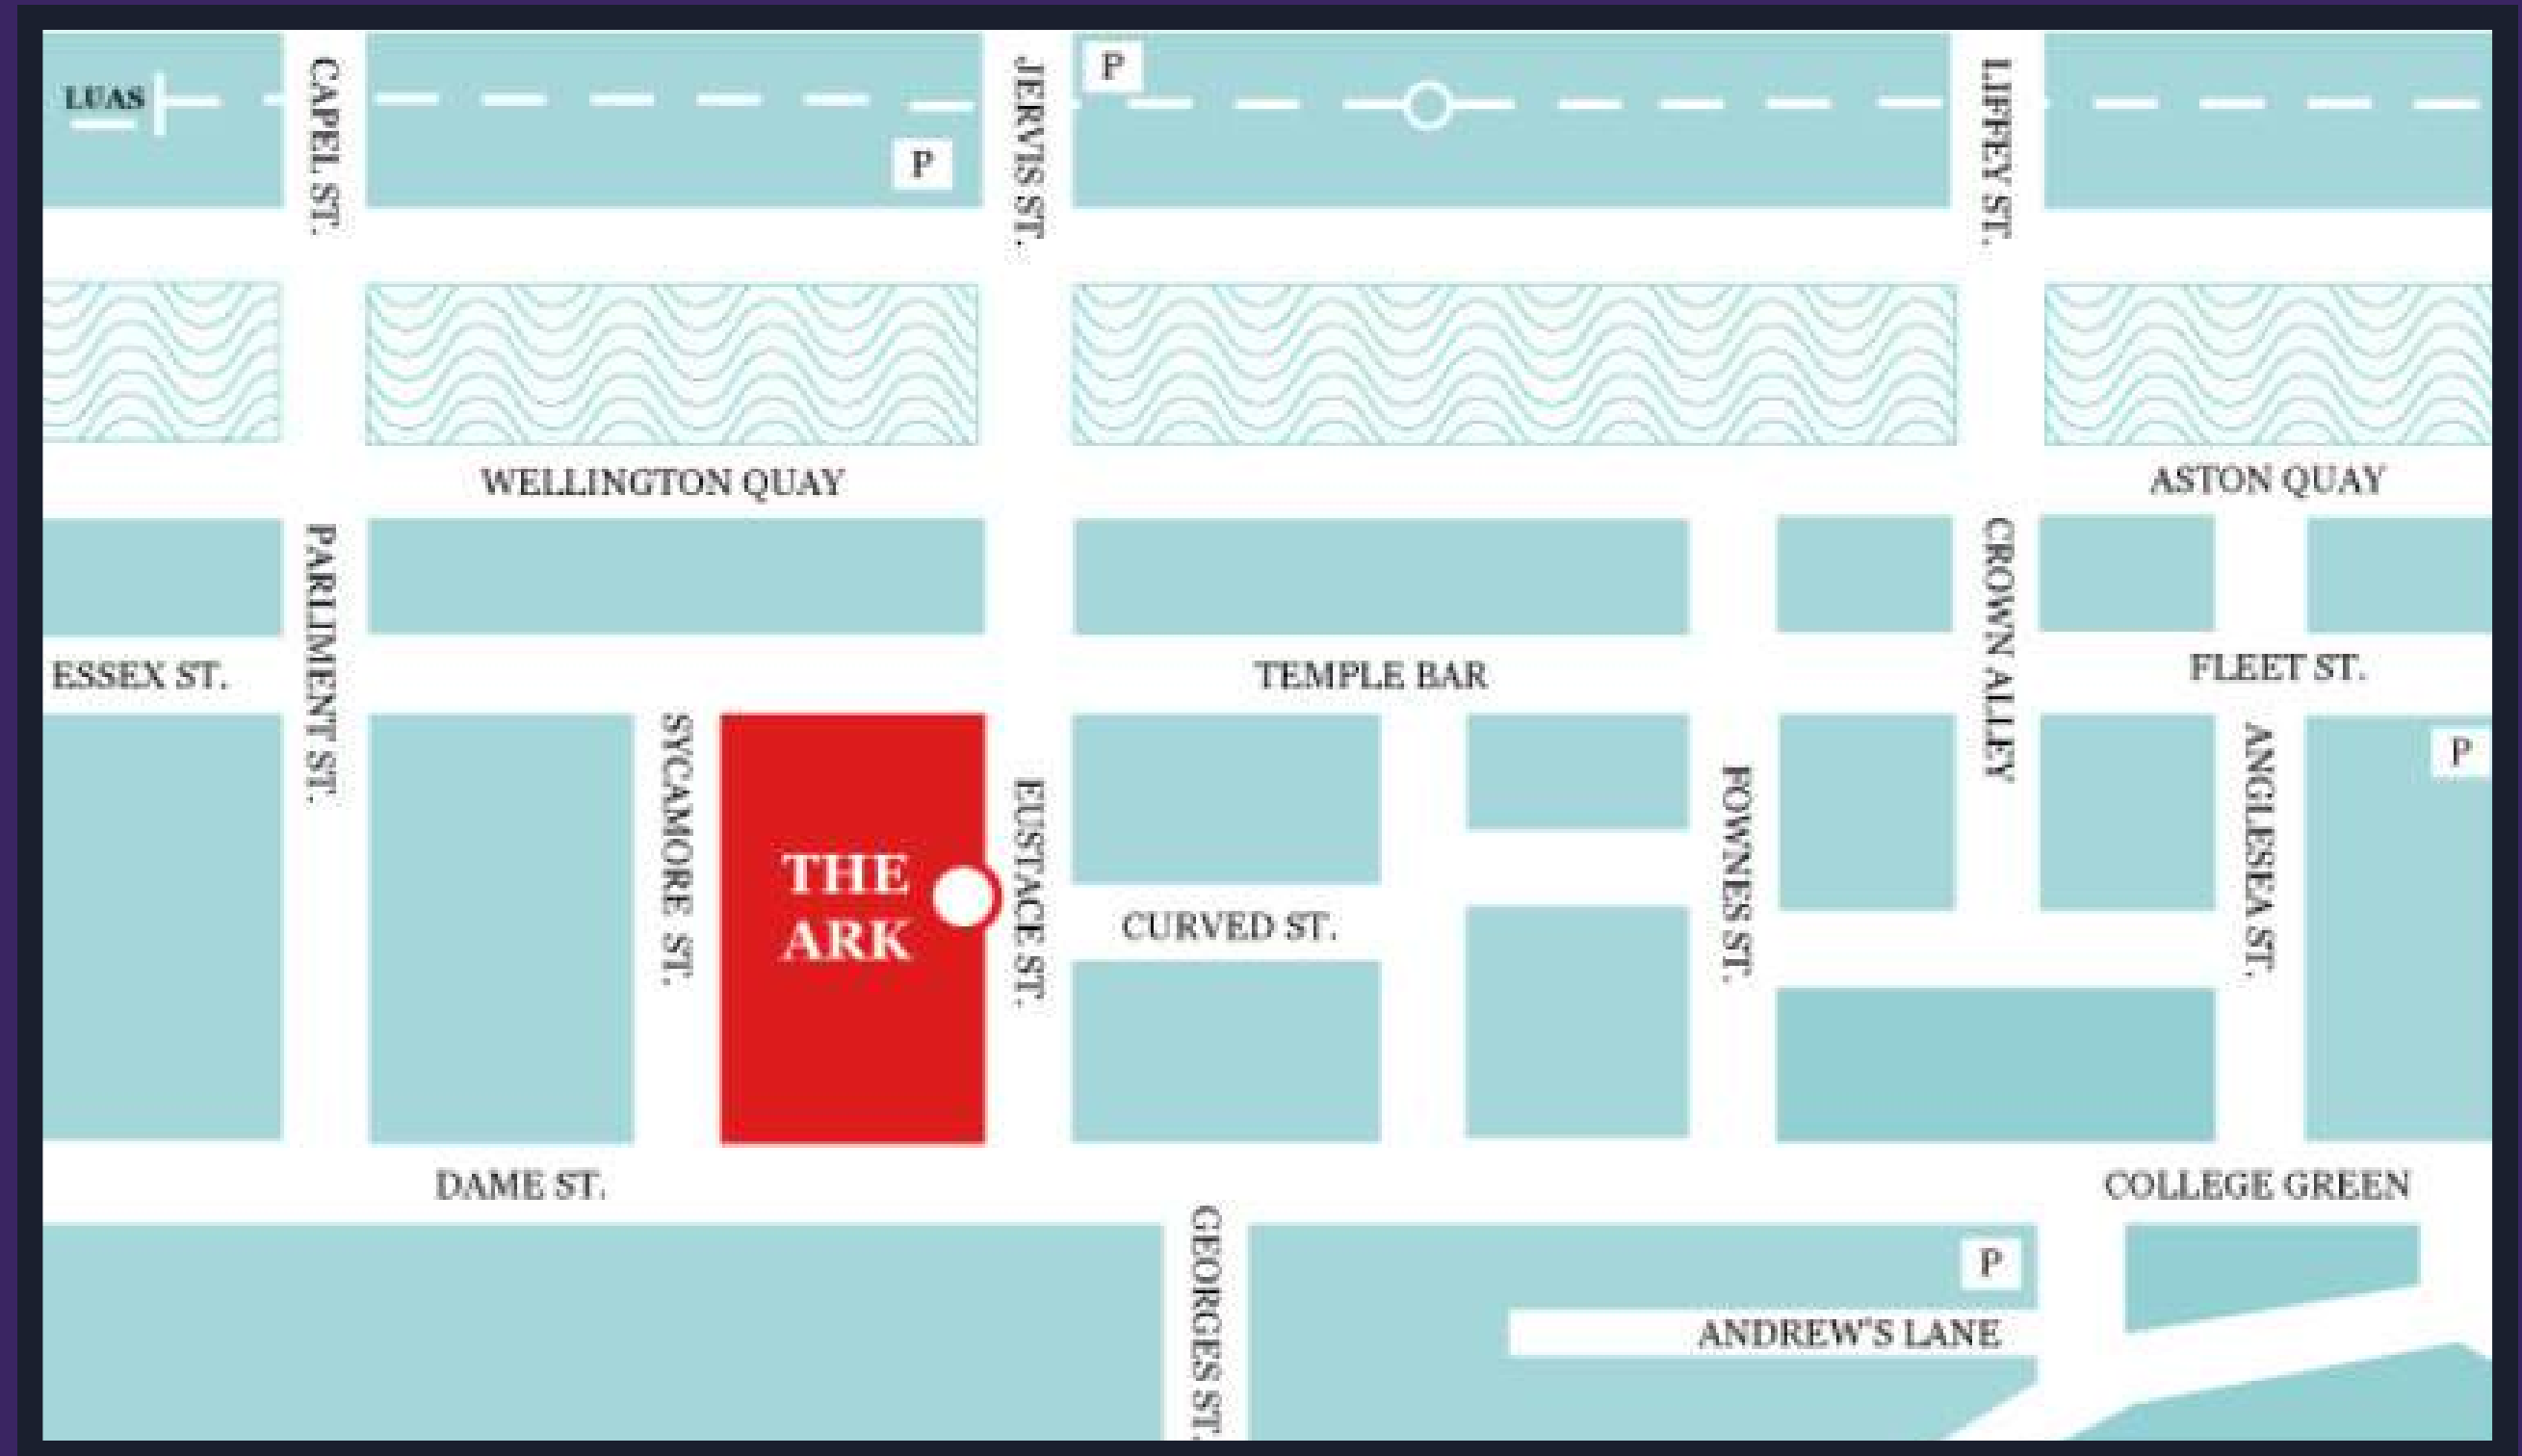 LUAS
CAPEL ST.
JERVIS ST.
P
P
LIFFEY ST.
WELLINGTON QUAY
ASTON QUAY
PARLIMENT ST.
CROWN ALLEY
ESSEX ST.
TEMPLE BAR
FLEET ST.
SYCAMORE ST.
THE
ARK
EUSTACE ST.
CURVED ST.
FOWNES ST.
ANGLESEA ST.
P
DAME ST.
COLLEGE GREEN
GEORGES ST.
P
ANDREW'S LANE